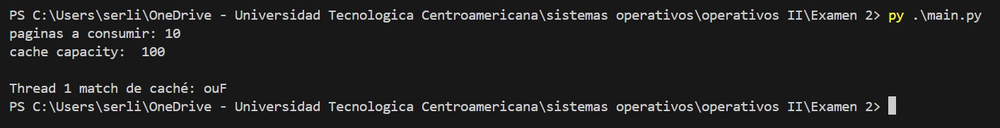 PS C:\Users\serli\OneDrive - Universidad Tecnologica Centroamericana\sistemas operativos\operativos II\Examen 2> py .\main.py
paginas a consumir: 10
cache capacity:  100
Thread 1 match de caché: ouF
PS C:\Users\serli\OneDrive - Universidad Tecnologica Centroamericana\sistemas operativos\operativos II\Examen 2>